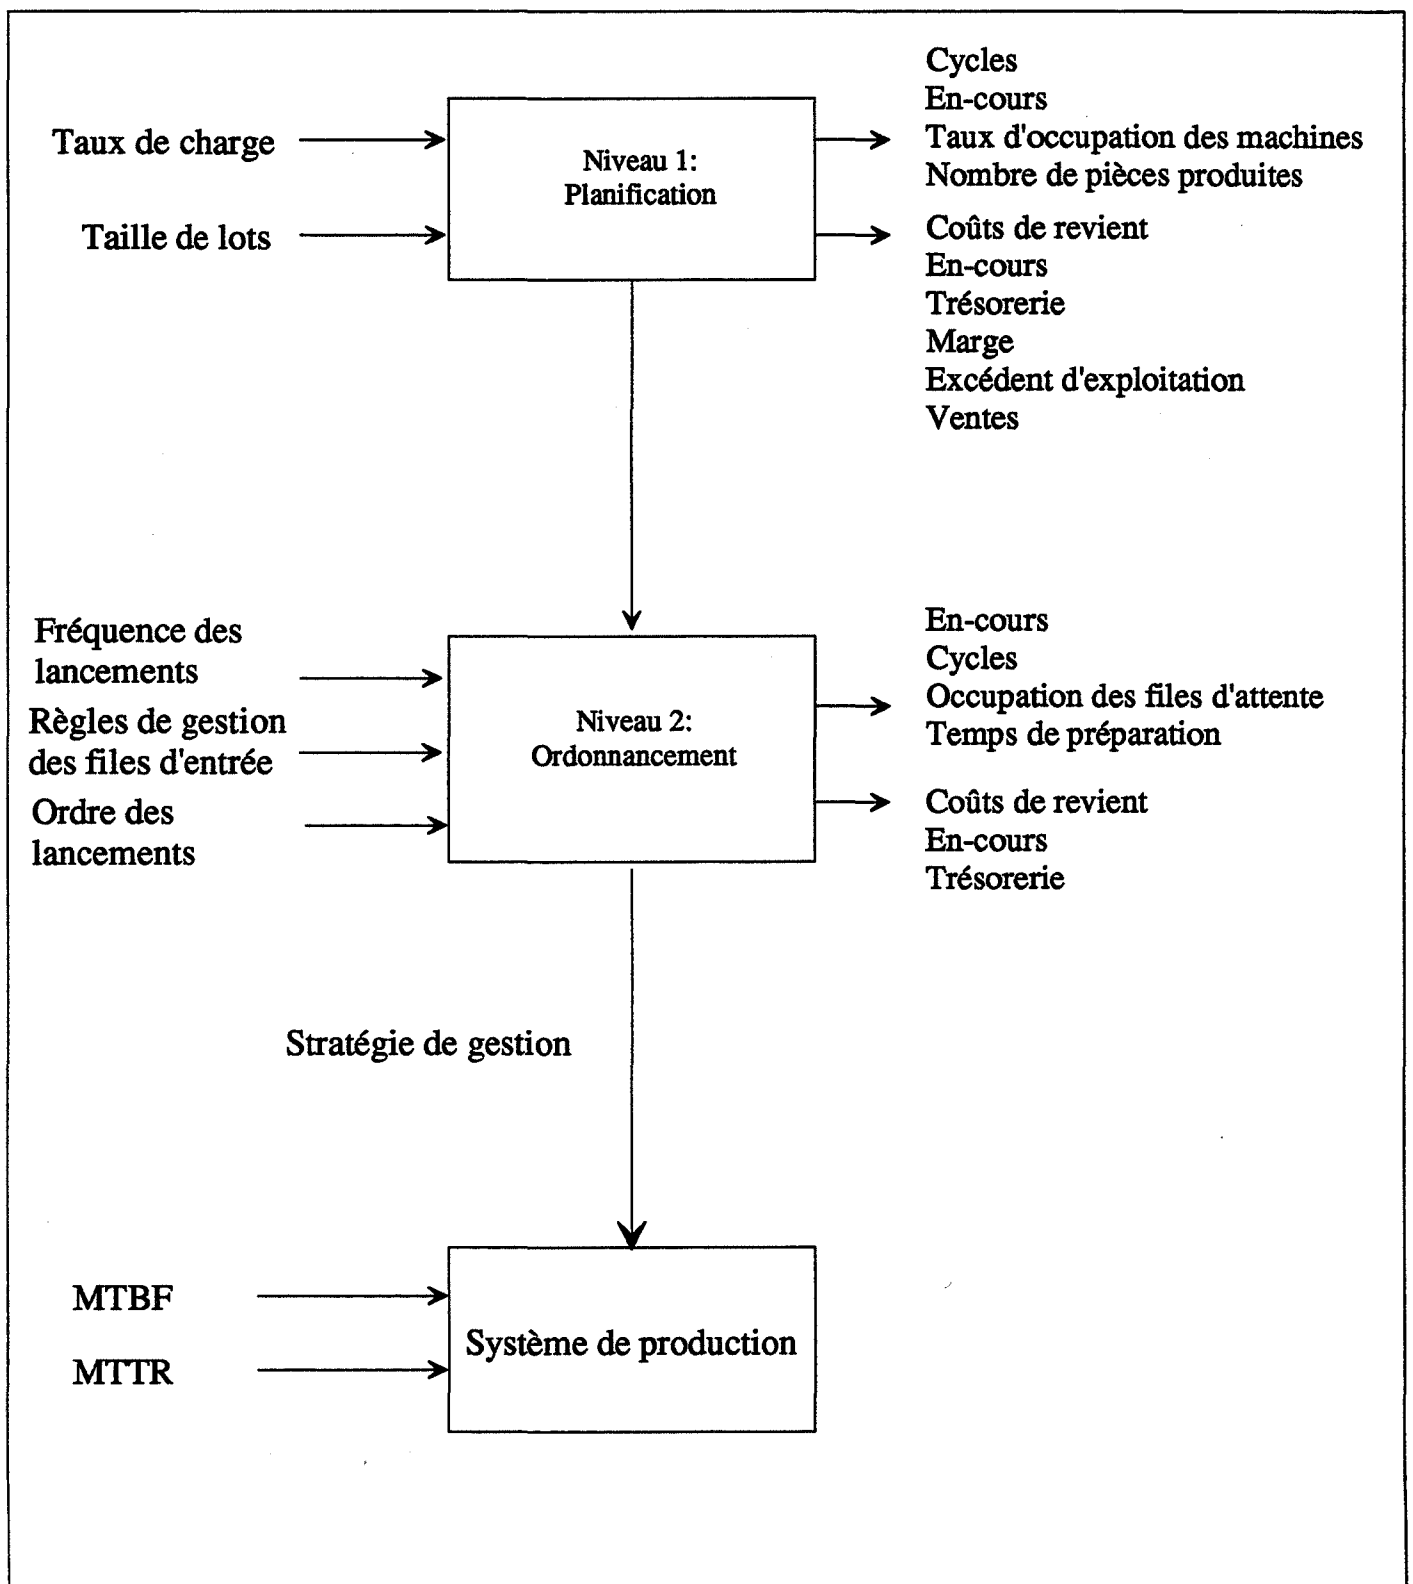 Taux de charge
Taille de lots
Niveau 1:
Planification
Cycles
En-cours
Taux d'occupation des machines
Nombre de pièces produites
Coûts de revient
En-cours
Trésorerie
Marge
Excédent d'exploitation
Ventes
Fréquence des
lancements
Règles de gestion
des files d'entrée
Ordre des
lancements
Niveau 2:
Ordonnancement
En-cours
Cycles
Occupation des files d'attente
Temps de préparation
Coûts de revient
En-cours
Trésorerie
Stratégie de gestion
MTBF
MTTR
Système de production